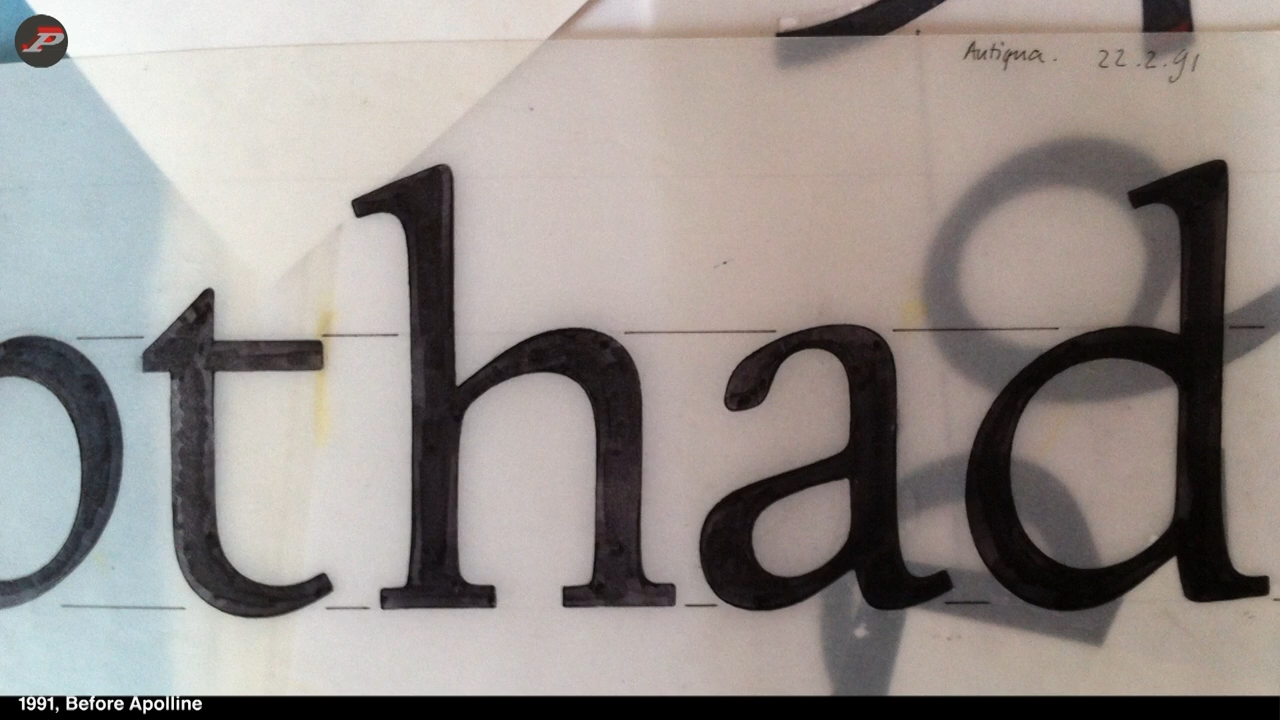 Antiqua. 22.2.91
othad
1991, Before Apolline